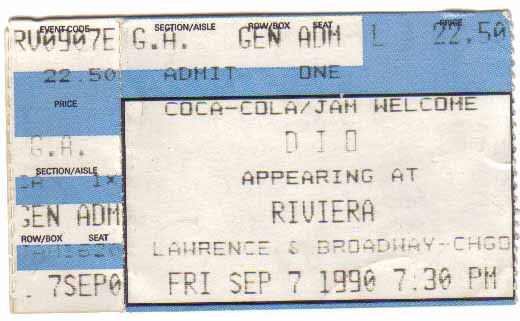 EVENT CODE SECTION/AISLE ROW/BOX SEAT PRICE
RV0907E G.A. GEN ADM 22.50
22.50 ADMIT ONE
PRICE
COCA-COLA/JAM WELCOME
G.A.
DIO
SECTION/AISLE
APPEARING AT
GEN ADM
RIVIERA
ROW/BOX SEAT
LAWRENCE & BROADWAY-CHGO
7SEP0
FRI SEP 7 1990 7:30 PM